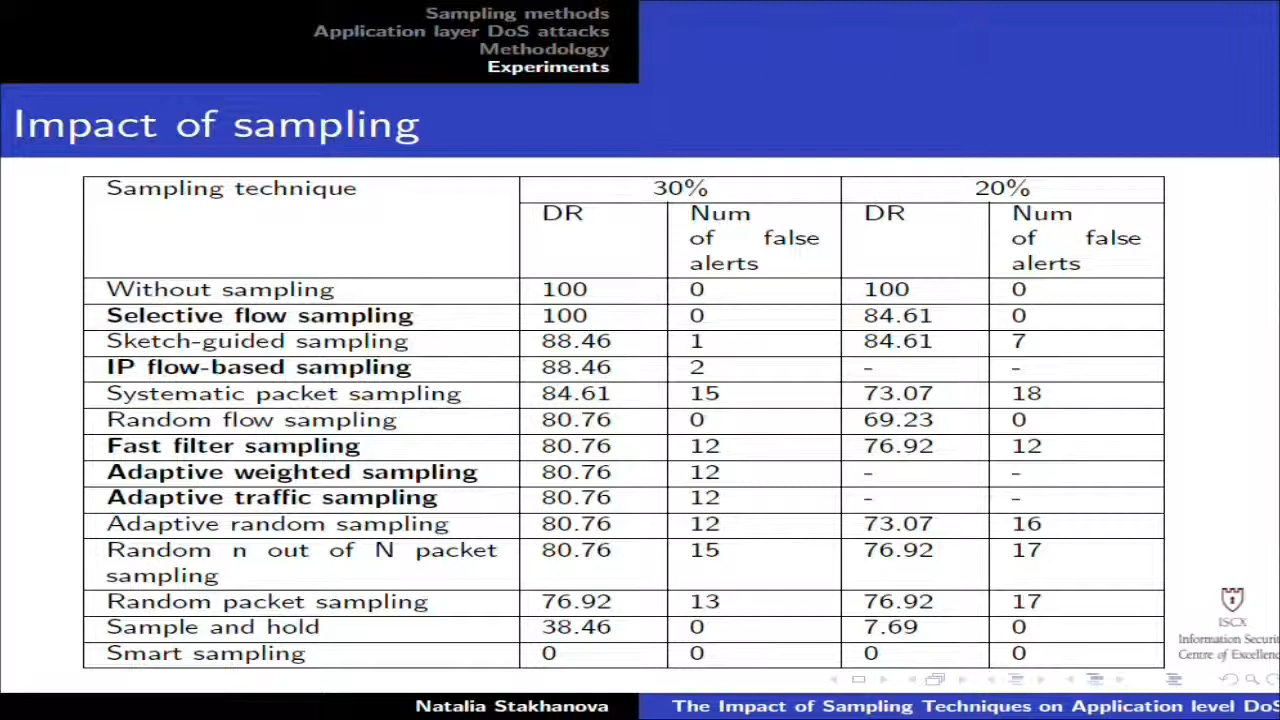 Sampling methods
Application layer DoS attacks
Methodology
Experiments
Impact of sampling
Sampling technique 30% 20%
DR Num of false alerts DR Num of false alerts
Without sampling 100 0 100 0
Selective flow sampling 100 0 84.61 0
Sketch-guided sampling 88.46 1 84.61 7
IP flow-based sampling 88.46 2 - -
Systematic packet sampling 84.61 15 73.07 18
Random flow sampling 80.76 0 69.23 0
Fast filter sampling 80.76 12 76.92 12
Adaptive weighted sampling 80.76 12 - -
Adaptive traffic sampling 80.76 12 - -
Adaptive random sampling 80.76 12 73.07 16
Random n out of N packet sampling 80.76 15 76.92 17
Random packet sampling 76.92 13 76.92 17
Sample and hold 38.46 0 7.69 0
Smart sampling 0 0 0 0
ISCX
Information Securi
Centre of Excellenc
Natalia Stakhanova The Impact of Sampling Techniques on Application level DoS